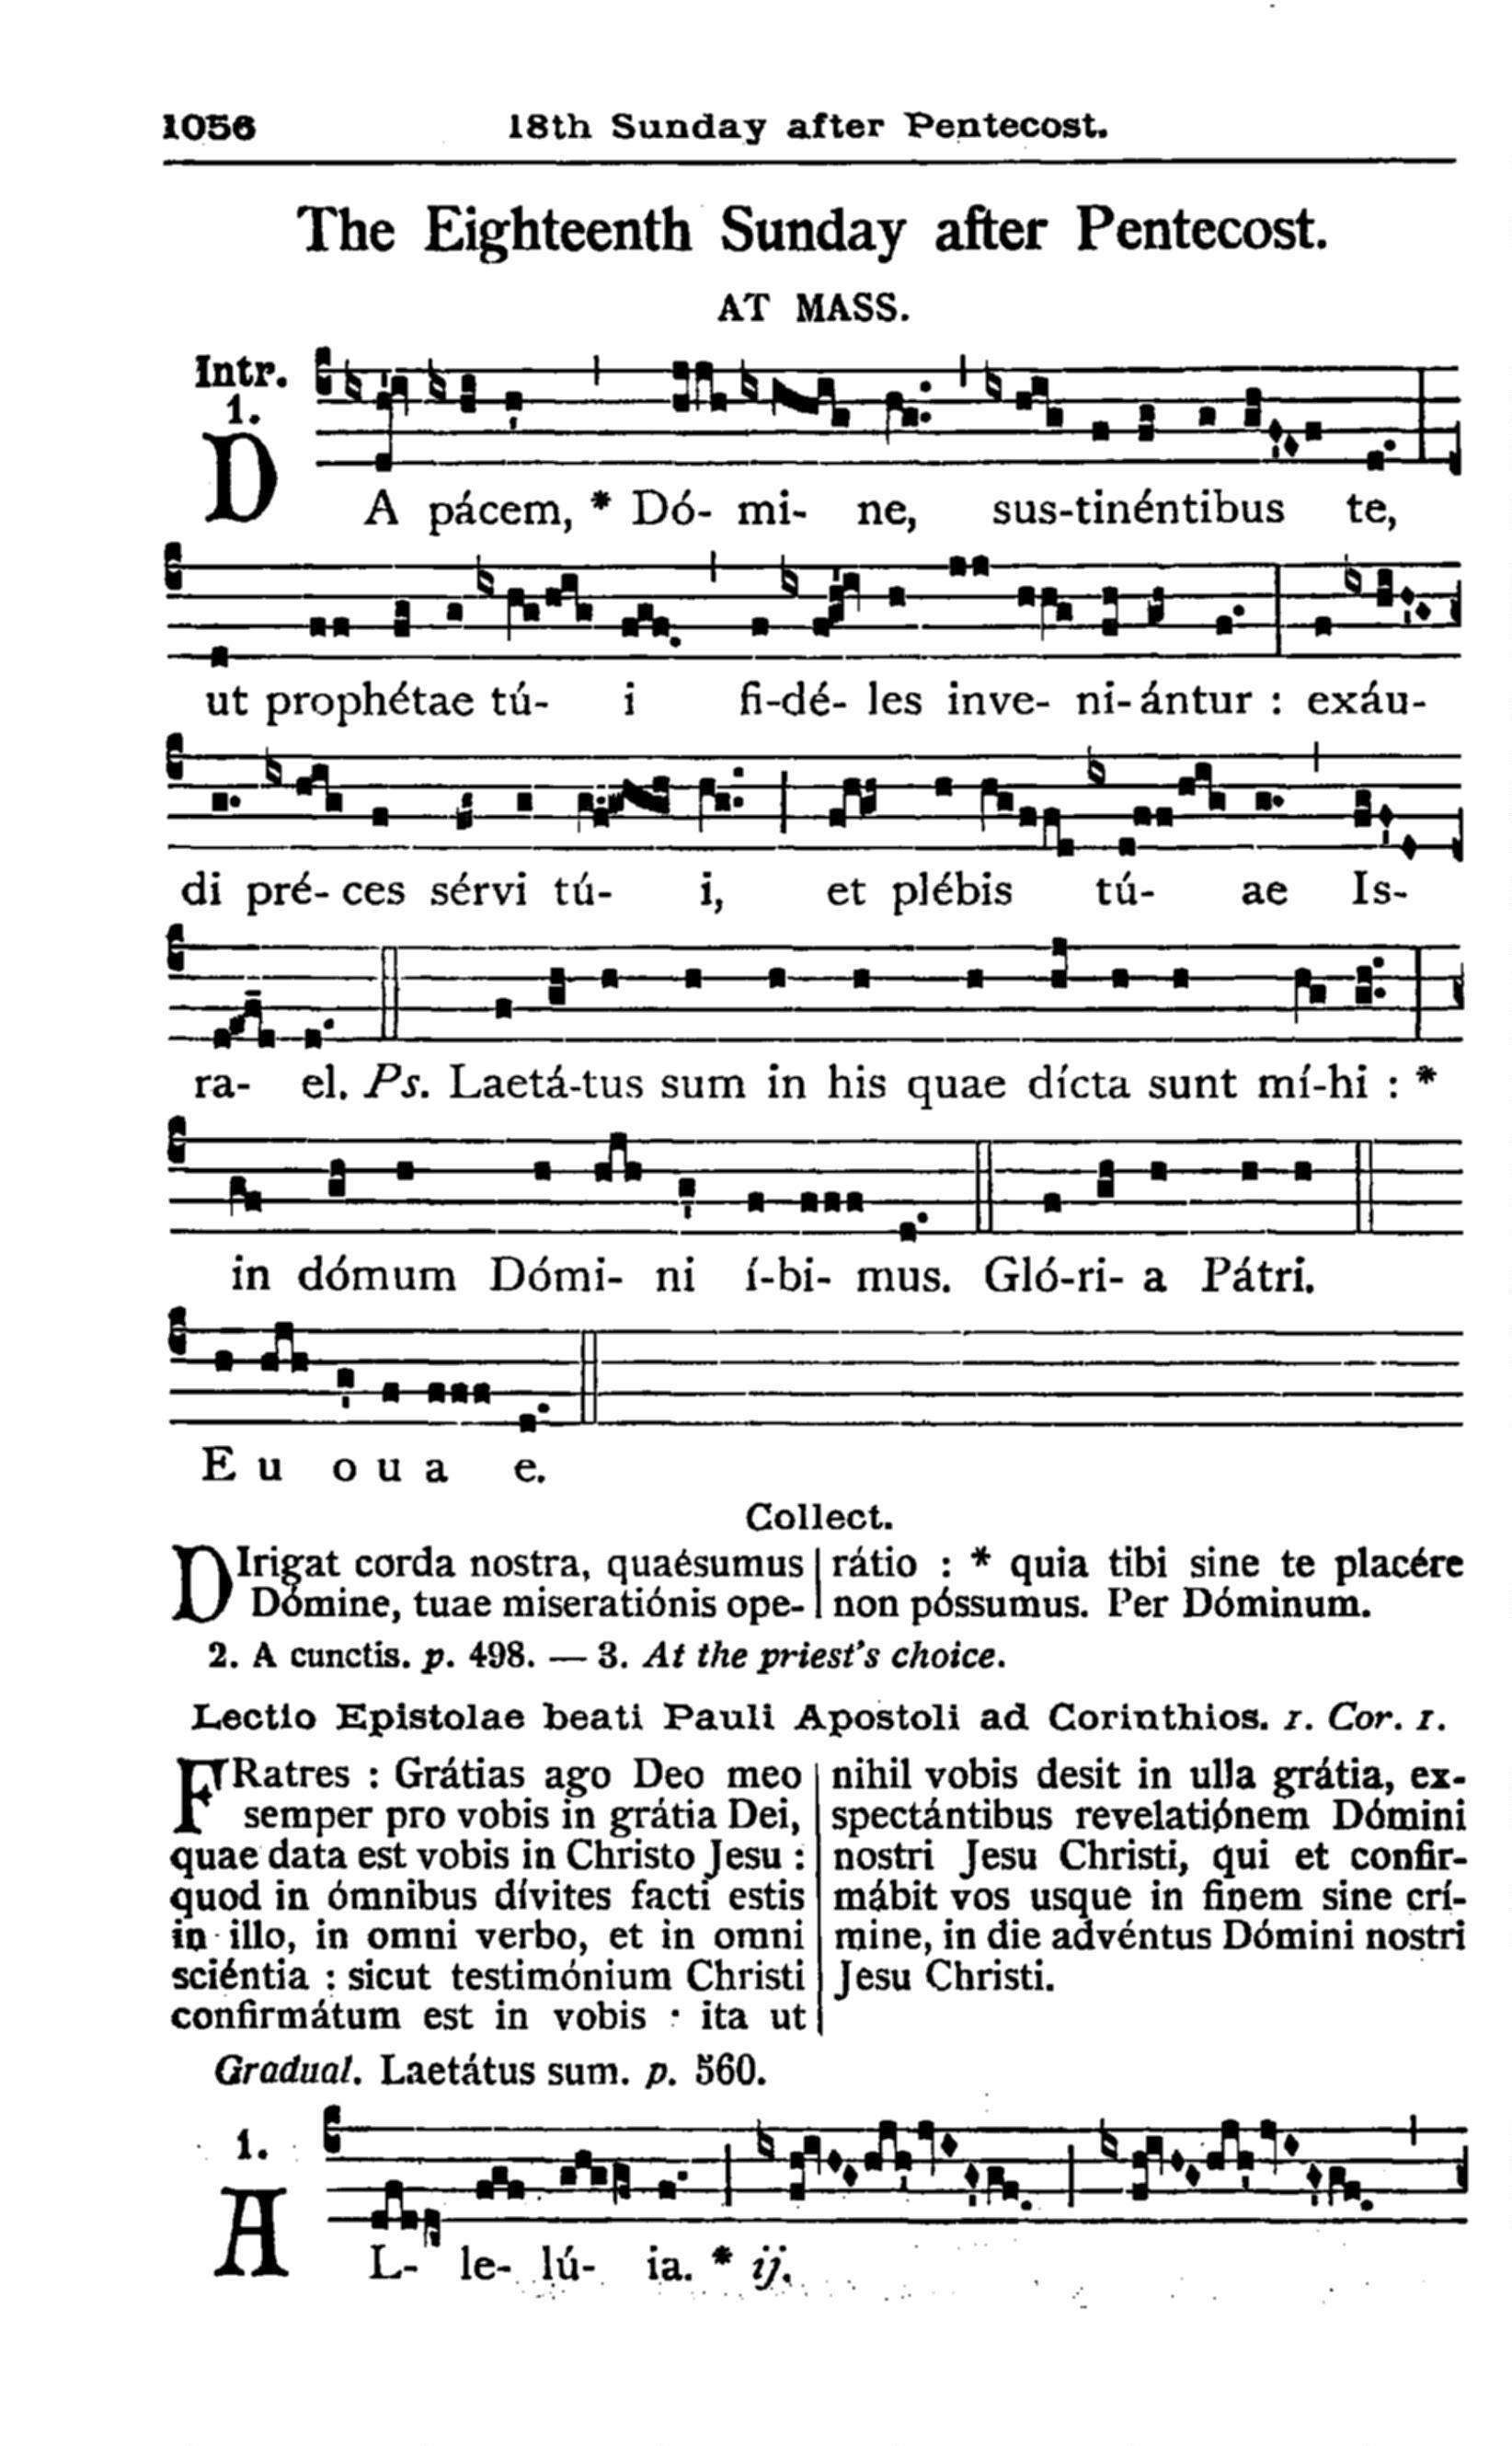 1056 18th Sunday after Pentecost.
The Eighteenth Sunday after Pentecost.
AT MASS.
Intr.
1.
DA pácem, * Dó- mi- ne, sus-tinéntibus te,
ut prophétae tú- i fi-dé- les inve- ni-ántur : exáu-
di pré- ces sérvi tú- i, et plébis tú- ae Is-
ra- el. Ps. Laetá-tus sum in his quae dícta sunt mí-hi : *
in dómum Dómi- ni í-bi- mus. Gló-ri- a Pátri.
E u o u a e.
Collect.
DIrigat corda nostra, quaésumus
Dómine, tuae miseratiónis ope-
rátio : * quia tibi sine te placére
non póssumus. Per Dóminum.
2. A cunctis. p. 498. — 3. At the priest's choice.
Lectio Epistolae beati Pauli Apostoli ad Corinthios. 1. Cor. 1.
FRatres : Grátias ago Deo meo
semper pro vobis in grátia Dei,
quae data est vobis in Christo Jesu :
quod in ómnibus dívites facti estis
in illo, in omni verbo, et in omni
sciéntia : sicut testimónium Christi
confirmátum est in vobis : ita ut
nihil vobis desit in ulla grátia, ex-
spectántibus revelatiónem Dómini
nostri Jesu Christi, qui et confir-
mábit vos usque in finem sine crí-
mine, in die advéntus Dómini nostri
Jesu Christi.
Gradual. Laetátus sum. p. 560.
1.
AL- le- lú- ia. * ij.